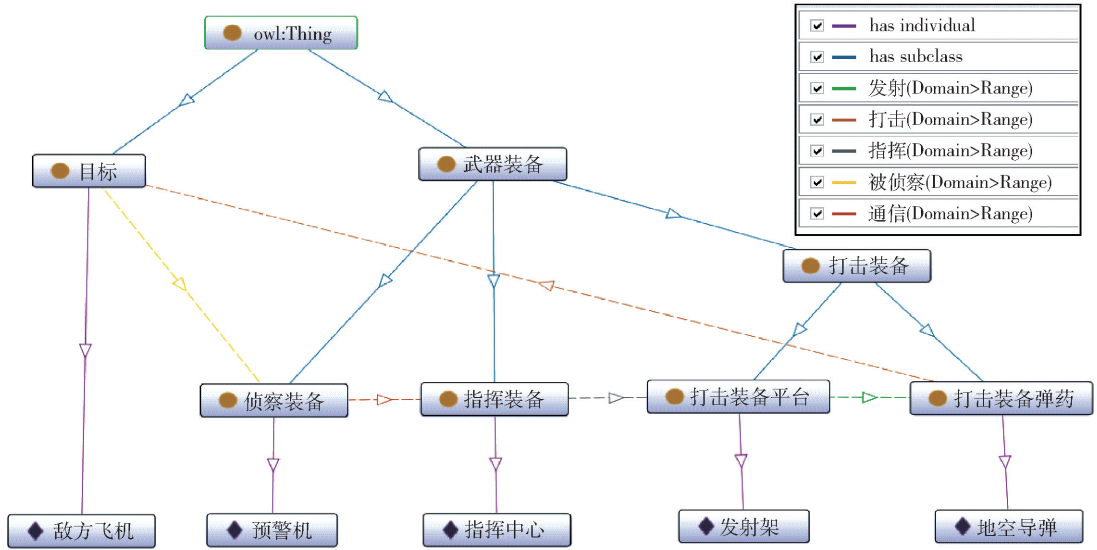 owl:Thing
has individual
has subclass
发射(Domain>Range)
打击(Domain>Range)
指挥(Domain>Range)
被侦察(Domain>Range)
通信(Domain>Range)
目标
武器装备
打击装备
侦察装备
指挥装备
打击装备平台
打击装备弹药
敌方飞机
预警机
指挥中心
发射架
地空导弹